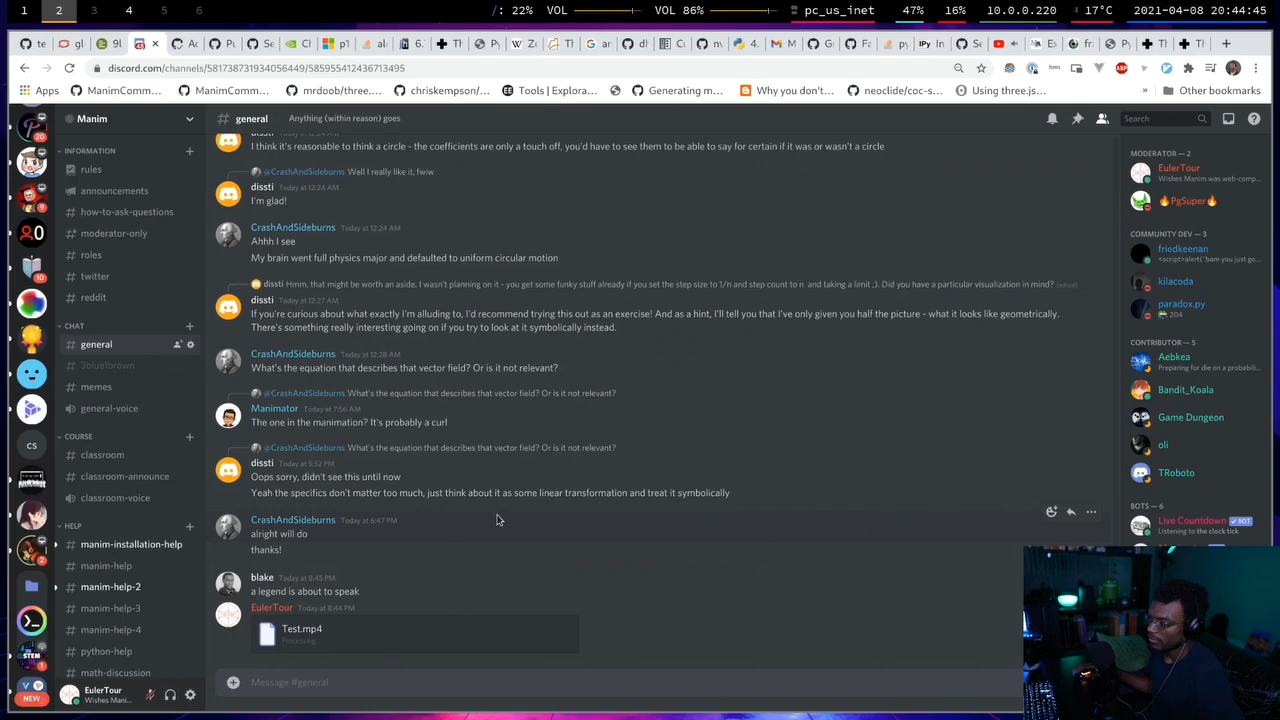 1 2 3 4 5 6 /: 22% VOL VOL 86% pc_us_inet 47% 16% 10.0.0.220 17°C 2021-04-08 20:44:45
discord.com/channels/581738731934056449/585955412436713495
Apps ManimComm... ManimComm... mrdoob/three.... chriskempson/... Tools | Explora... Generating m... Why you don't... neoclide/coc-s... Using three.js... » Other bookmarks
Manim
# general Anything (within reason) goes
Search
INFORMATION
rules
announcements
how-to-ask-questions
moderator-only
roles
twitter
reddit
CHAT
general
3blue1brown
memes
general-voice
COURSE
classroom
classroom-announce
classroom-voice
HELP
manim-installation-help
manim-help
manim-help-2
manim-help-3
manim-help-4
python-help
math-discussion
EulerTour
Wishes Mani...
NEW
dissti Today at 12:24 AM
I think it's reasonable to think a circle - the coefficients are only a touch off, you'd have to see them to be able to say for certain if it was or wasn't a circle
@CrashAndSideburns Well I really like it, fwiw
dissti Today at 12:24 AM
I'm glad!
CrashAndSideburns Today at 12:24 AM
Ahhh I see
My brain went full physics major and defaulted to uniform circular motion
dissti Hmm, that might be worth an aside. I wasn't planning on it - you get some funky stuff already if you set the step size to 1/n and step count to n and taking a limit ;). Did you have a particular visualization in mind? (edited)
dissti Today at 12:27 AM
If you're curious about what exactly I'm alluding to, I'd recommend trying this out as an exercise! And as a hint, I'll tell you that I've only given you half the picture - what it looks like geometrically.
There's something really interesting going on if you try to look at it symbolically instead.
CrashAndSideburns Today at 12:28 AM
What's the equation that describes that vector field? Or is it not relevant?
@CrashAndSideburns What's the equation that describes that vector field? Or is it not relevant?
Manimator Today at 7:56 AM
The one in the manimation? It's probably a curl
@CrashAndSideburns What's the equation that describes that vector field? Or is it not relevant?
dissti Today at 5:52 PM
Oops sorry, didn't see this until now
Yeah the specifics don't matter too much, just think about it as some linear transformation and treat it symbolically
CrashAndSideburns Today at 6:47 PM
alright will do
thanks!
blake Today at 8:45 PM
a legend is about to speak
EulerTour Today at 8:44 PM
Test.mp4
Processing...
Message #general
MODERATOR — 2
EulerTour
Wishes Manim was web-comp...
🔥PgSuper🔥
COMMUNITY DEV — 3
friedkeenan
<script>alert("bam you just go...
kilacoda
paradox.py
204
CONTRIBUTOR — 5
Aebkea
Preparing for die on a probabili...
Bandit_Koala
Game Dungeon
oli
TRoboto
BOTS — 6
Live Countdown BOT
Listening to the clock tick